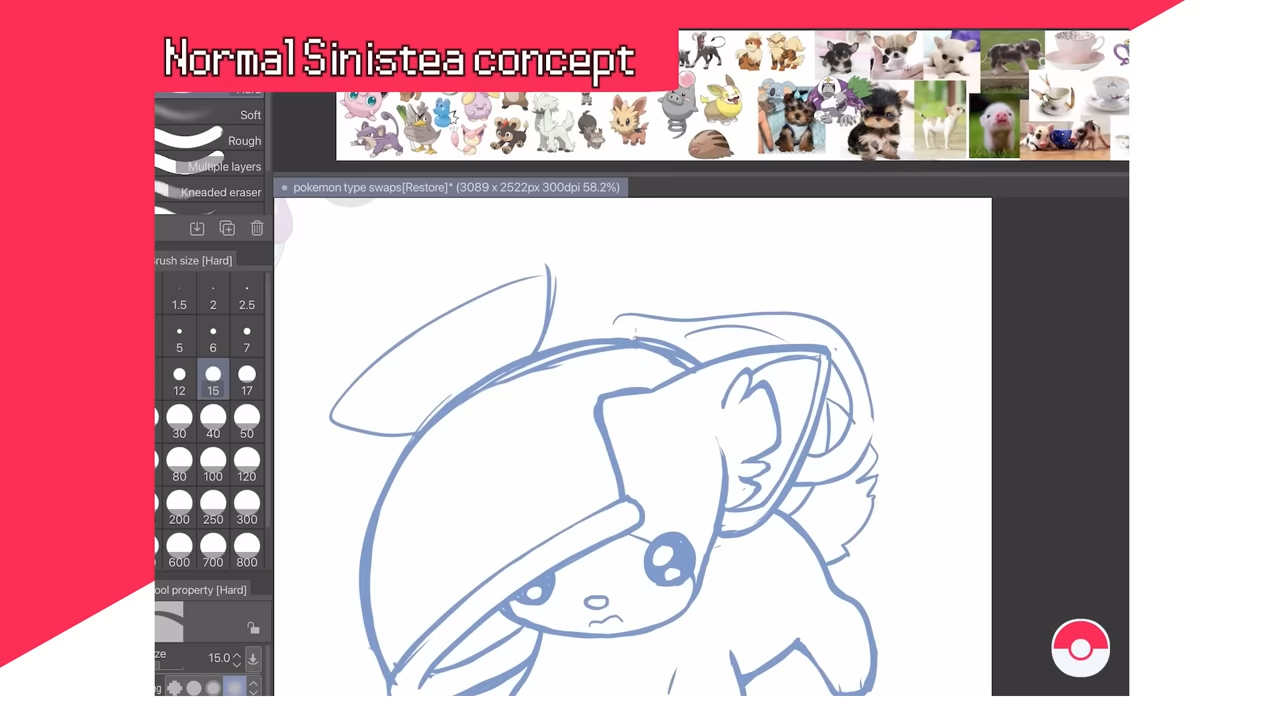 Normal Sinistea concept
Soft
Rough
Multiple layers
Kneaded eraser
pokemon type swaps[Restore]* (3089 x 2522px 300dpi 58.2%)
rush size [Hard]
1.5 2 2.5
5 6 7
12 15 17
30 40 50
80 100 120
200 250 300
600 700 800
ool property [Hard]
ze 15.0
ng